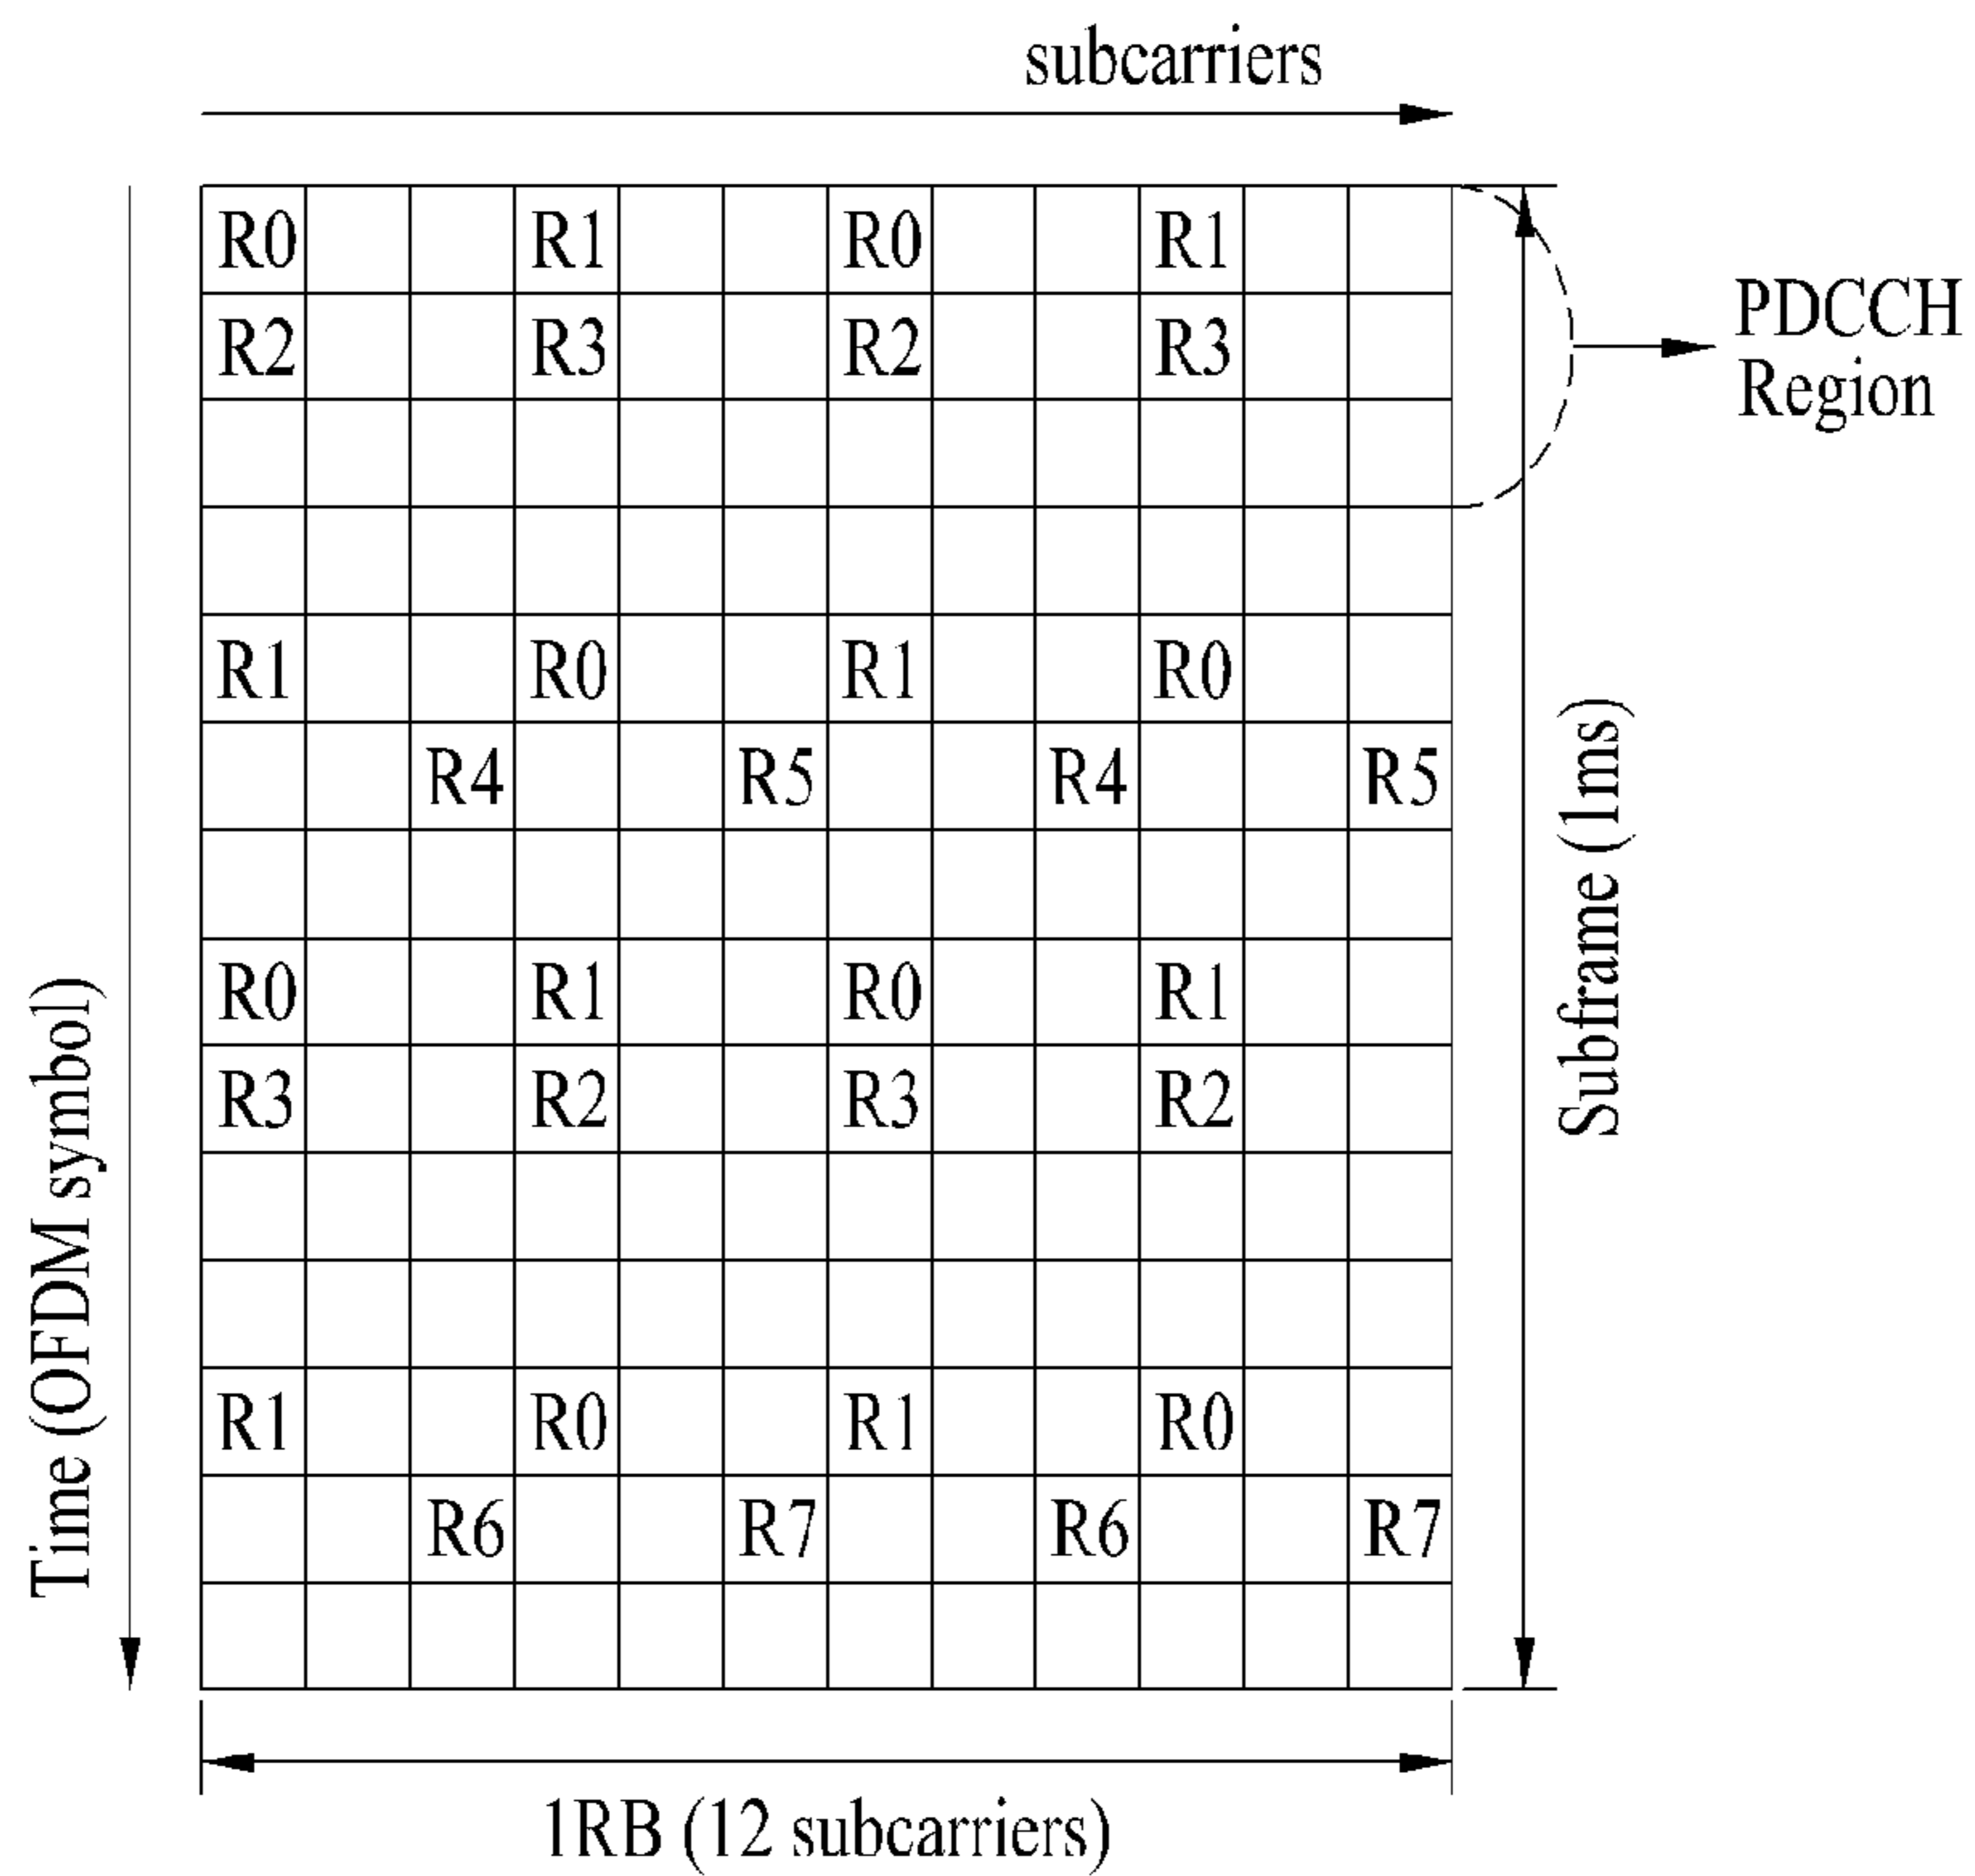 subcarriers
R0 R1 R0 R1
R2 R3 R2 R3
PDCCH
Region
R1 R0 R1 R0
R4 R5 R4 R5
R0 R1 R0 R1
R3 R2 R3 R2
R1 R0 R1 R0
R6 R7 R6 R7
Time (OFDM symbol)
Subframe (1ms)
1RB (12 subcarriers)